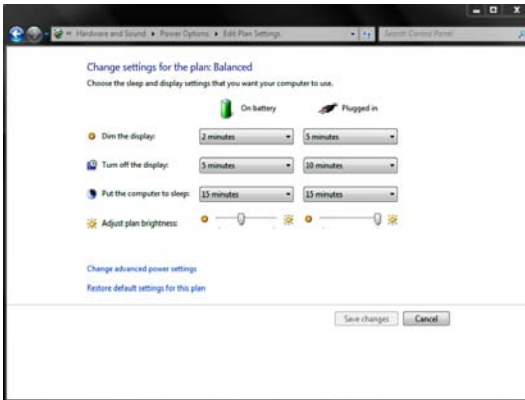 « Hardware and Sound ▸ Power Options ▸ Edit Plan Settings Search Control Panel
Change settings for the plan: Balanced
Choose the sleep and display settings that you want your computer to use.
On battery Plugged in
Dim the display: 2 minutes 5 minutes
Turn off the display: 5 minutes 10 minutes
Put the computer to sleep: 15 minutes 15 minutes
Adjust plan brightness:
Change advanced power settings
Restore default settings for this plan
Save changes Cancel